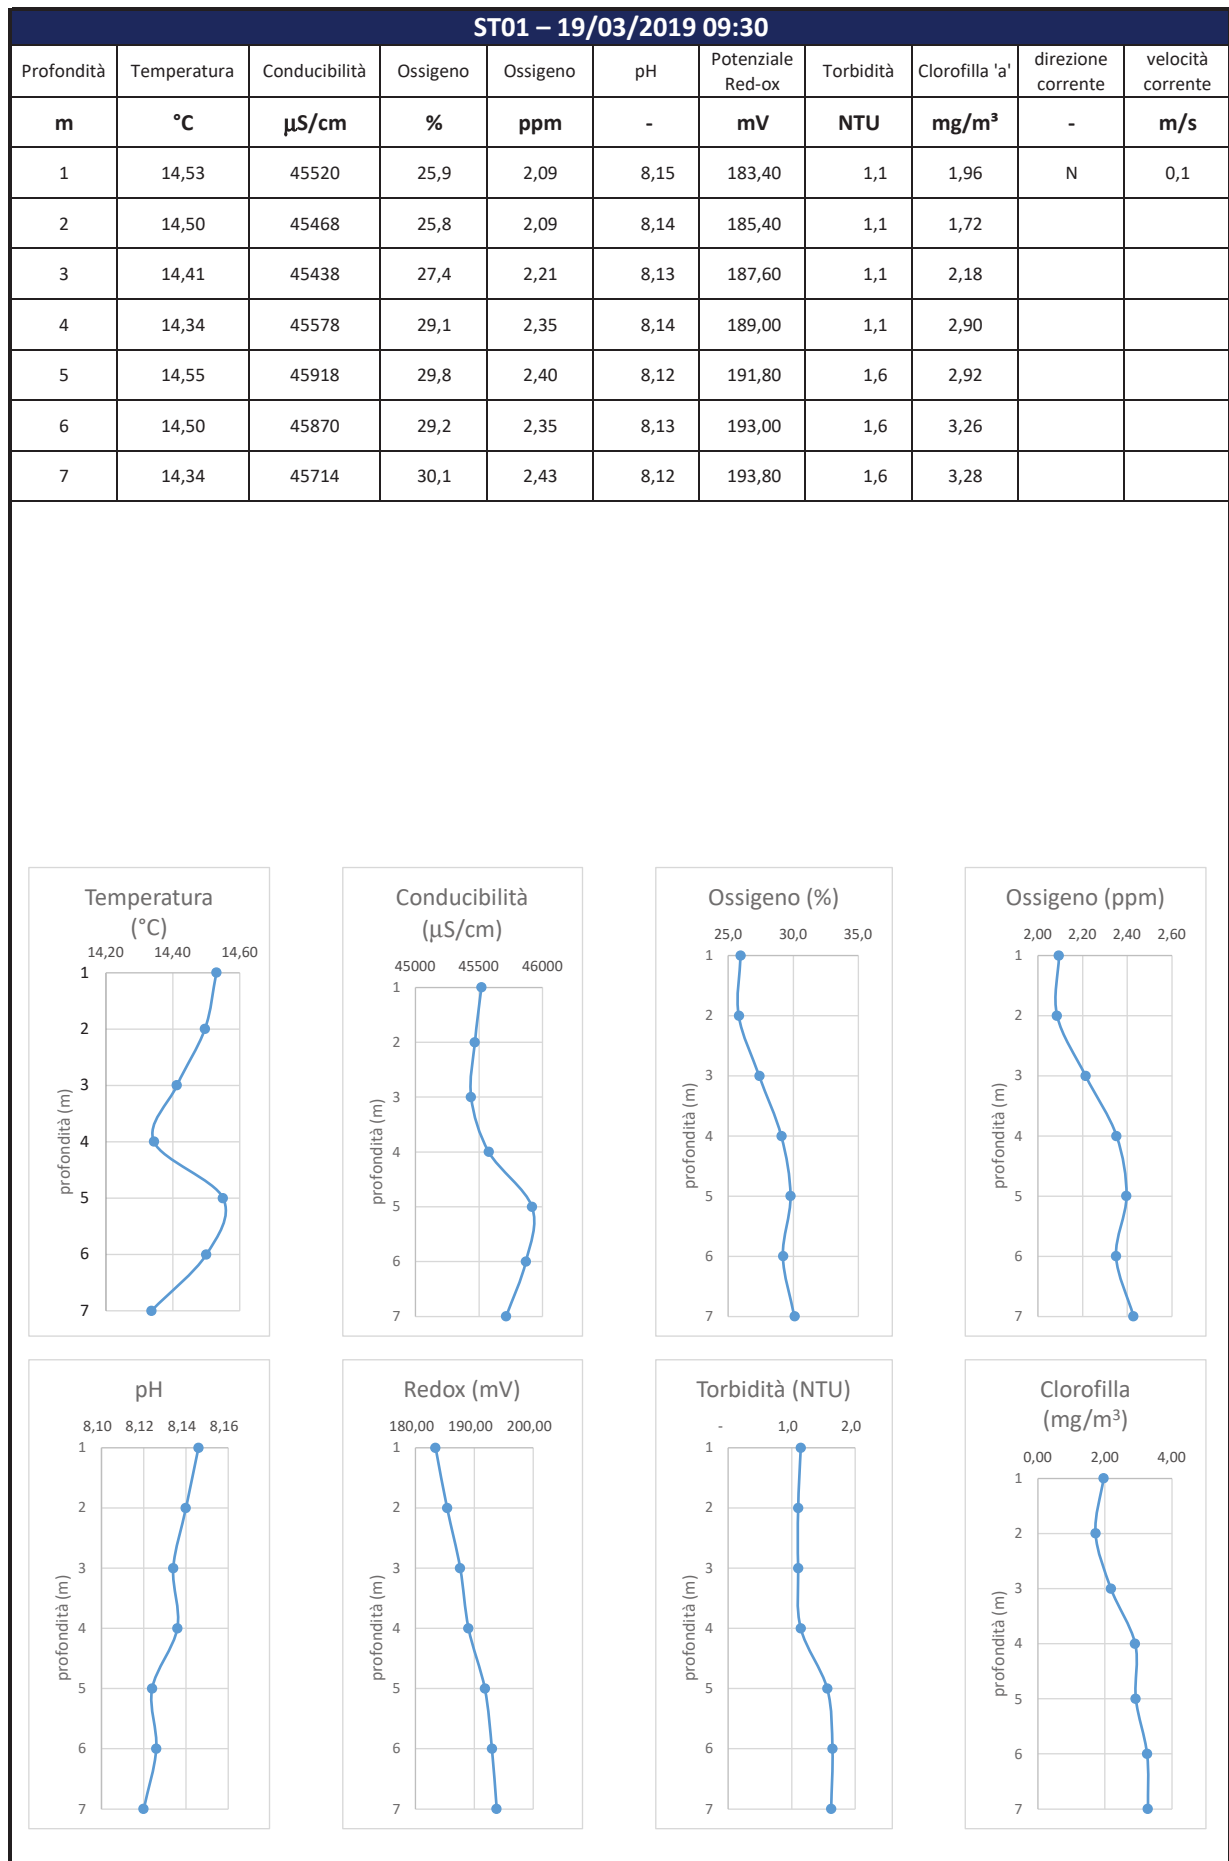 ST01 – 19/03/2019 09:30
Profondità Temperatura Conducibilità Ossigeno Ossigeno pH Potenziale Red-ox Torbidità Clorofilla 'a' direzione corrente velocità corrente
m °C µS/cm % ppm - mV NTU mg/m³ - m/s
1 14,53 45520 25,9 2,09 8,15 183,40 1,1 1,96 N 0,1
2 14,50 45468 25,8 2,09 8,14 185,40 1,1 1,72
3 14,41 45438 27,4 2,21 8,13 187,60 1,1 2,18
4 14,34 45578 29,1 2,35 8,14 189,00 1,1 2,90
5 14,55 45918 29,8 2,40 8,12 191,80 1,6 2,92
6 14,50 45870 29,2 2,35 8,13 193,00 1,6 3,26
7 14,34 45714 30,1 2,43 8,12 193,80 1,6 3,28
Temperatura
(°C)
14,20 14,40 14,60
1
2
3
4
5
6
7
profondità (m)
Conducibilità
(µS/cm)
45000 45500 46000
1
2
3
4
5
6
7
profondità (m)
Ossigeno (%)
25,0 30,0 35,0
1
2
3
4
5
6
7
profondità (m)
Ossigeno (ppm)
2,00 2,20 2,40 2,60
1
2
3
4
5
6
7
profondità (m)
pH
8,10 8,12 8,14 8,16
1
2
3
4
5
6
7
profondità (m)
Redox (mV)
180,00 190,00 200,00
1
2
3
4
5
6
7
profondità (m)
Torbidità (NTU)
- 1,0 2,0
1
2
3
4
5
6
7
profondità (m)
Clorofilla
(mg/m³)
0,00 2,00 4,00
1
2
3
4
5
6
7
profondità (m)